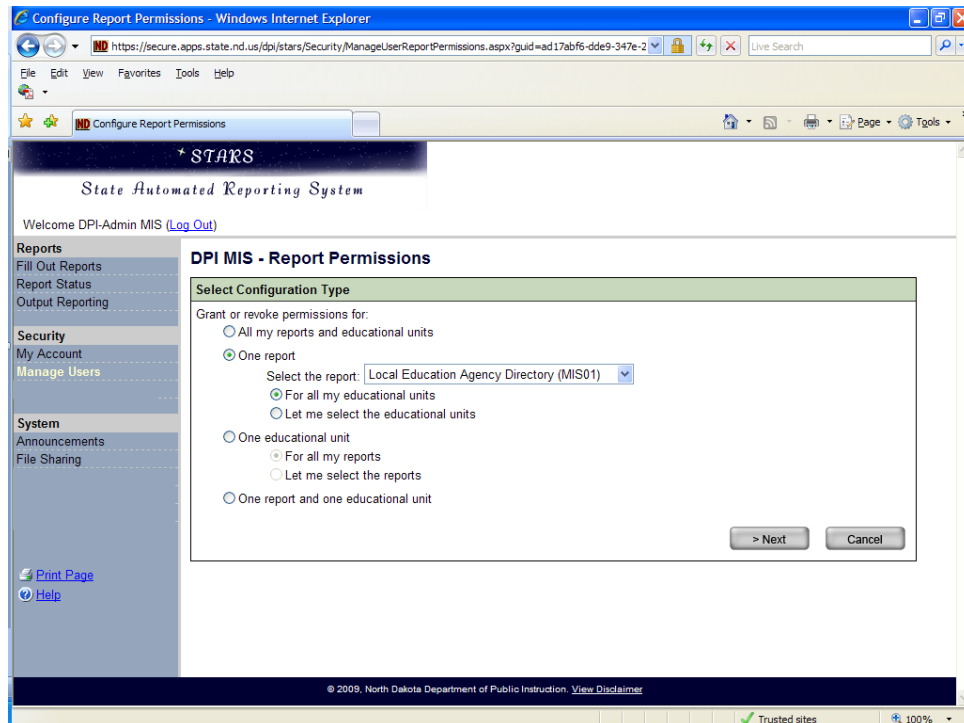 Configure Report Permissions - Windows Internet Explorer
https://secure.apps.state.nd.us/dpi/stars/Security/ManageUserReportPermissions.aspx?guid=ad17abf6-dde9-347e-2
Live Search
File Edit View Favorites Tools Help
ND Configure Report Permissions
Page Tools
STARS
State Automated Reporting System
Welcome DPI-Admin MIS (Log Out)
Reports
Fill Out Reports
Report Status
Output Reporting
Security
My Account
Manage Users
System
Announcements
File Sharing
Print Page
Help
DPI MIS - Report Permissions
Select Configuration Type
Grant or revoke permissions for:
All my reports and educational units
One report
Select the report: Local Education Agency Directory (MIS01)
For all my educational units
Let me select the educational units
One educational unit
For all my reports
Let me select the reports
One report and one educational unit
> Next Cancel
© 2009, North Dakota Department of Public Instruction. View Disclaimer
Trusted sites 100%